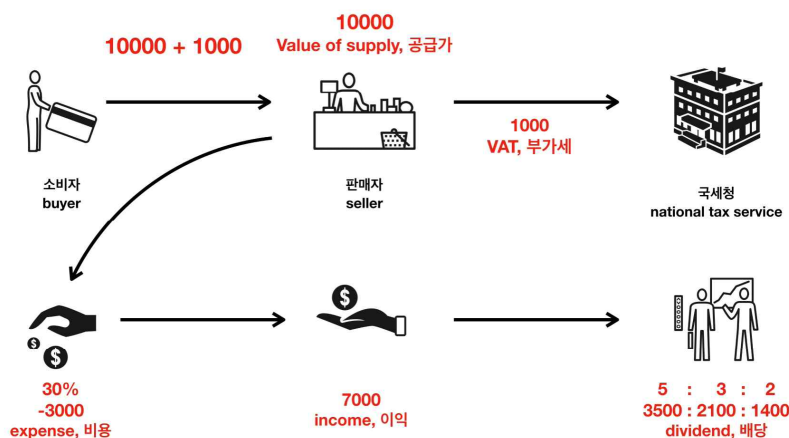 10000 + 1000
10000
Value of supply, 공급가
1000
VAT, 부가세
소비자
buyer
판매자
seller
국세청
national tax service
$
$
$
30%
-3000
expense, 비용
7000
income, 이익
5 : 3 : 2
3500 : 2100 : 1400
dividend, 배당